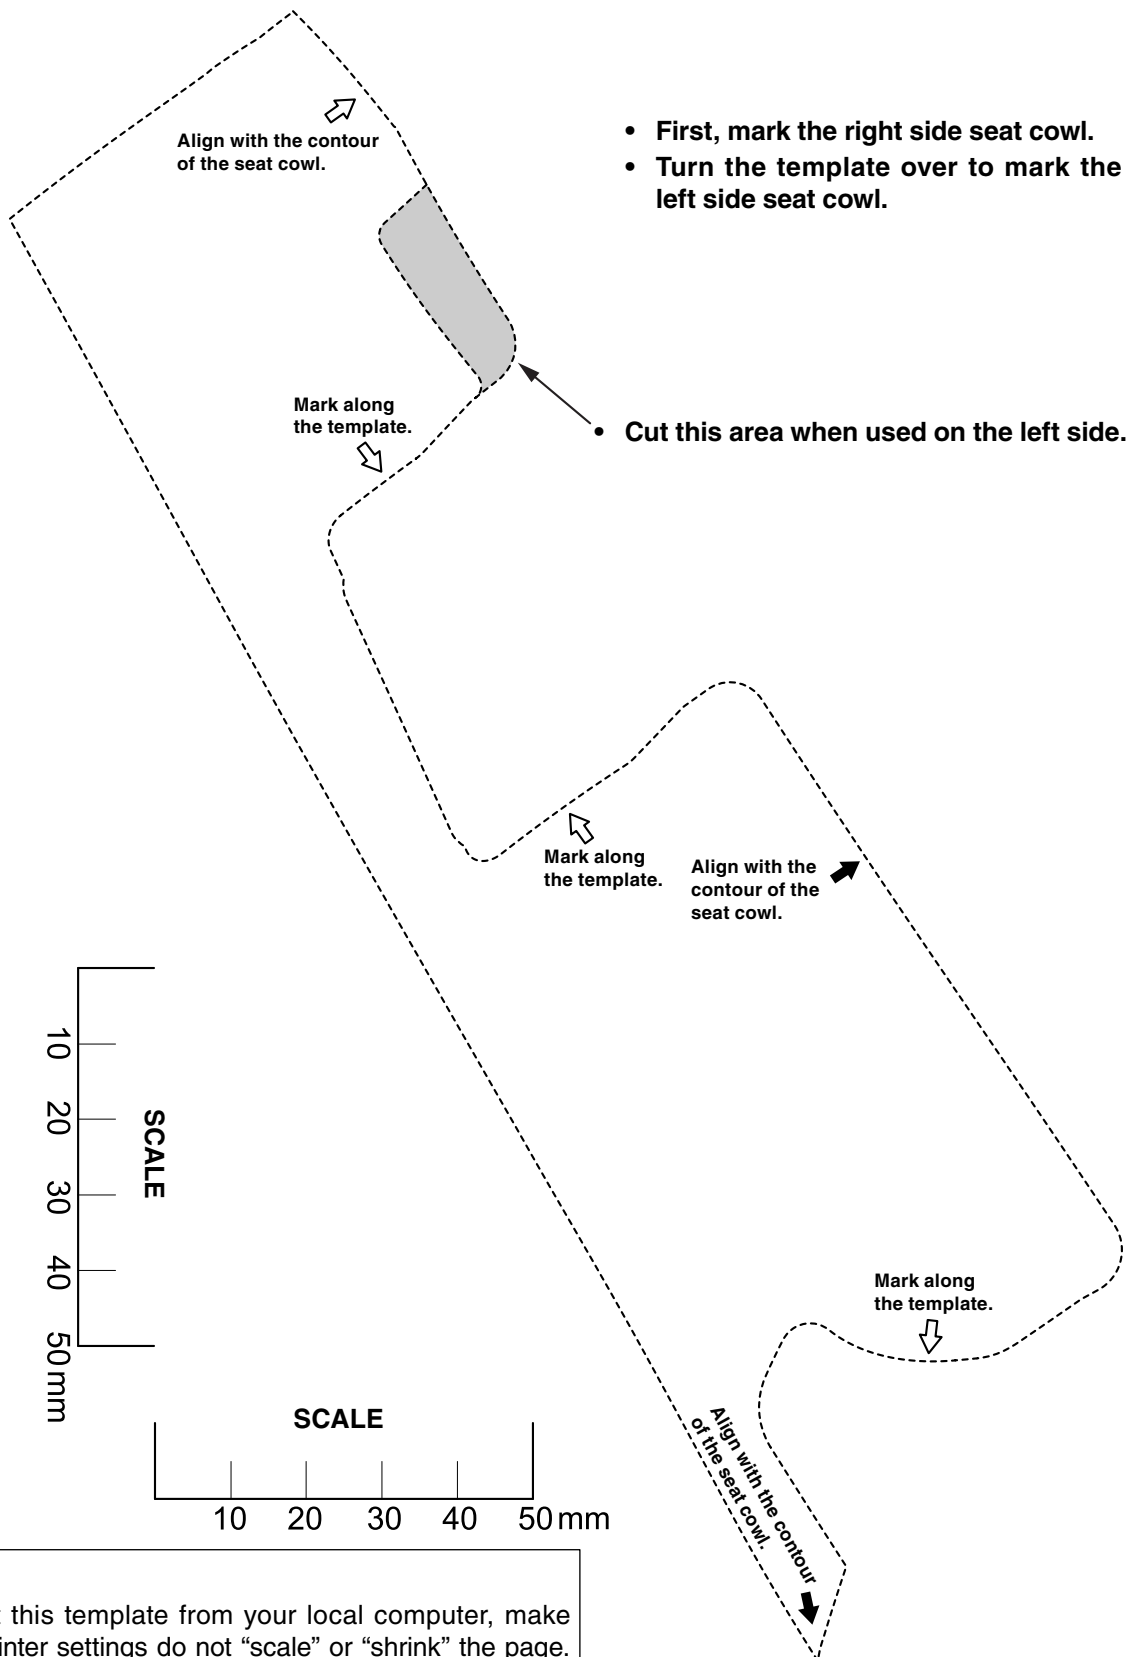 Align with the contour
of the seat cowl.
• First, mark the right side seat cowl.
• Turn the template over to mark the
left side seat cowl.
Mark along
the template.
• Cut this area when used on the left side.
Mark along
the template.
Align with the
contour of the
seat cowl.
10
20
30
40
50 mm
SCALE
Mark along
the template.
Align with the contour
of the seat cowl.
SCALE
10 20 30 40 50 mm
this template from your local computer, make
inter settings do not “scale” or “shrink” the page.